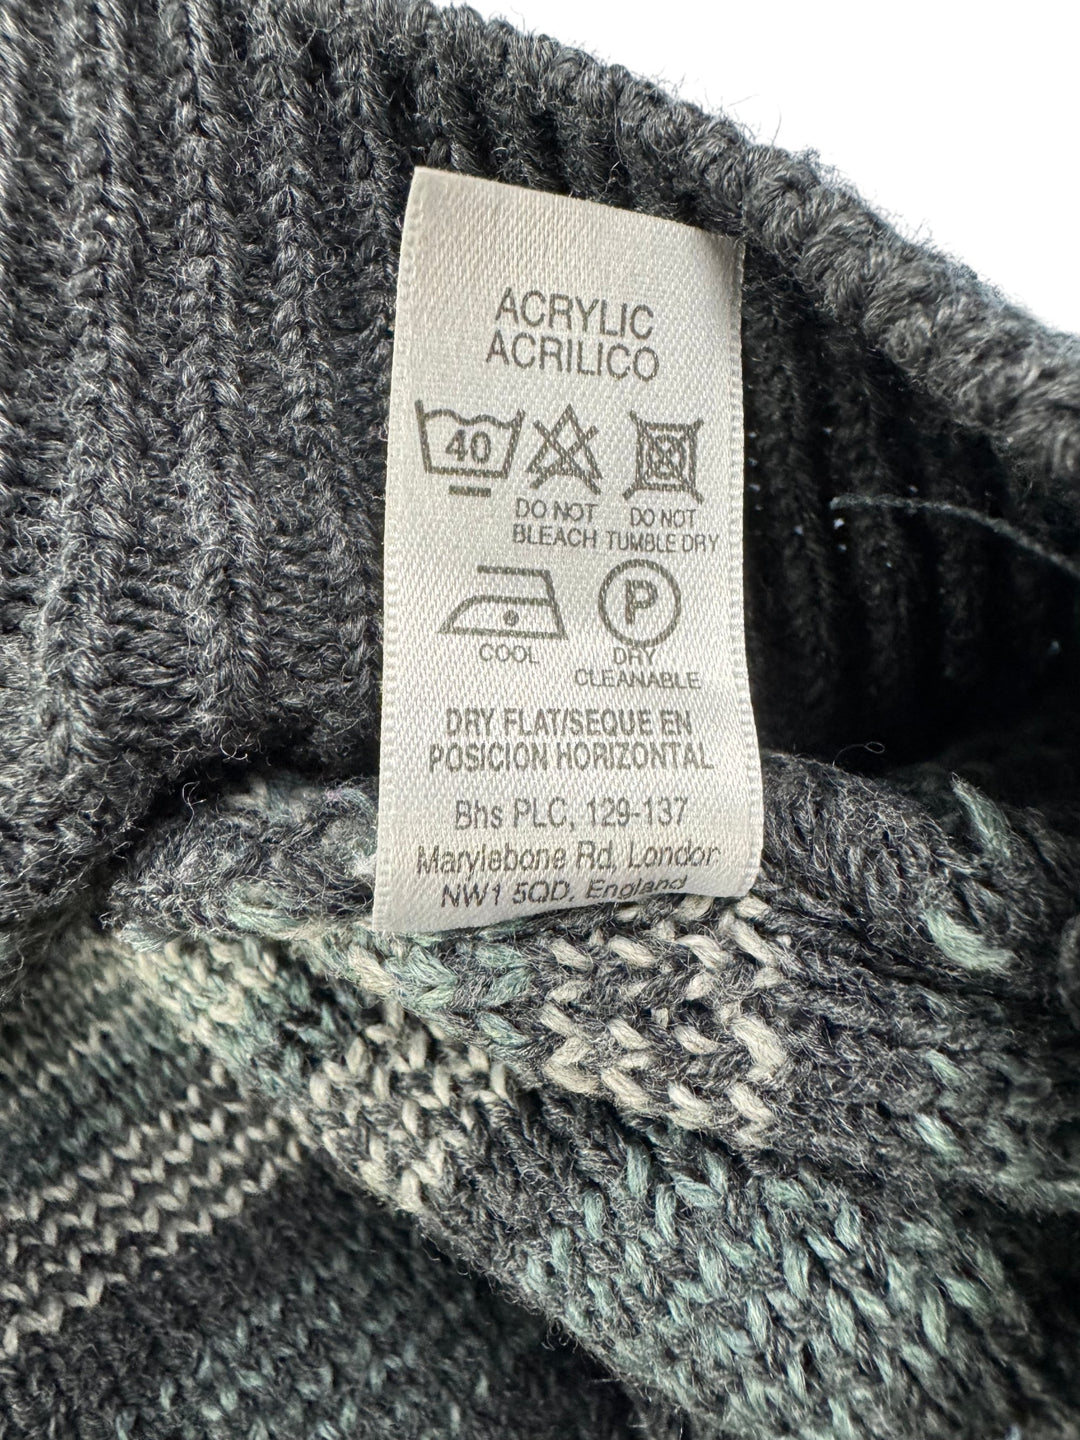 ACRYLIC
ACRILICO
40
DO NOT BLEACH
DO NOT TUMBLE DRY
COOL
P
DRY CLEANABLE
DRY FLAT/SEQUE EN
POSICION HORIZONTAL
Bhs PLC, 129-137
Marylebone Rd, London
NW1 5QD, England